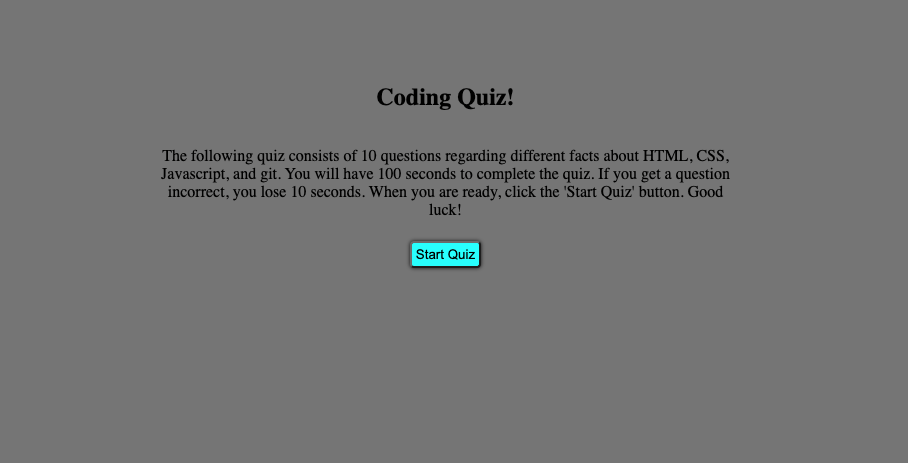 Coding Quiz!
The following quiz consists of 10 questions regarding different facts about HTML, CSS,
Javascript, and git. You will have 100 seconds to complete the quiz. If you get a question
incorrect, you lose 10 seconds. When you are ready, click the 'Start Quiz' button. Good
luck!
Start Quiz